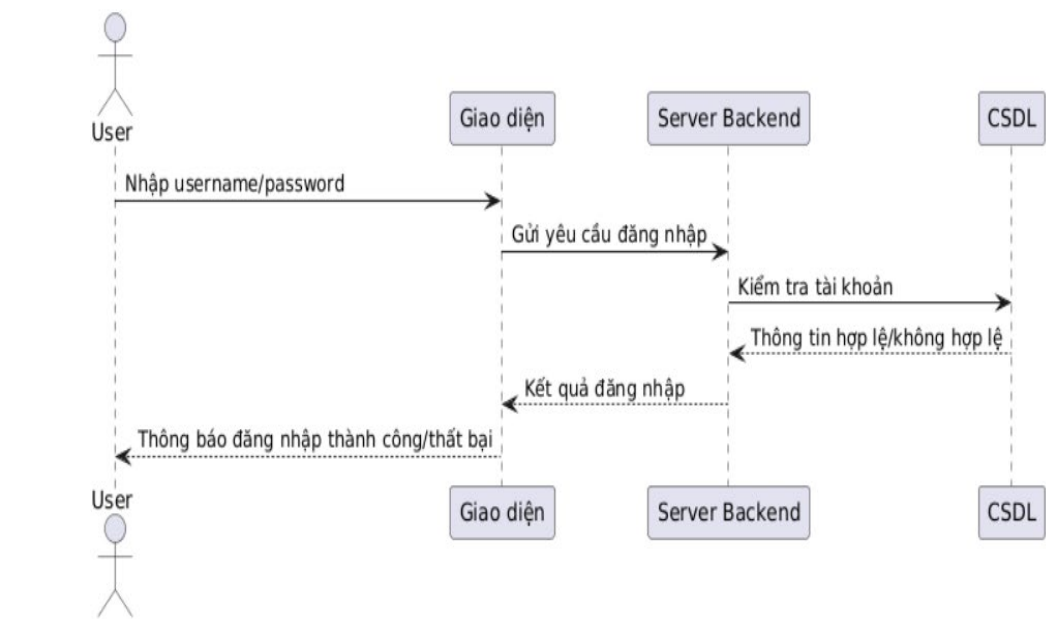 User
Giao diện
Server Backend
CSDL
Nhập username/password
Gửi yêu cầu đăng nhập
Kiểm tra tài khoản
Thông tin hợp lệ/không hợp lệ
Kết quả đăng nhập
Thông báo đăng nhập thành công/thất bại
User
Giao diện
Server Backend
CSDL